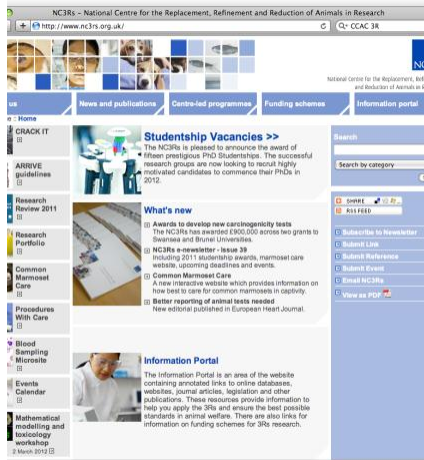 NC3Rs – National Centre for the Replacement, Refinement and Reduction of Animals in Research
http://www.nc3rs.org.uk/
CCAC 3R
NC
National Centre for the Replacement, Ref
and Reduction of Animals in R
us
News and publications
Centre-led programmes
Funding schemes
Information portal
e : Home
CRACK IT
ARRIVE
guidelines
Research
Review 2011
Research
Portfolio
Common
Marmoset
Care
Procedures
With Care
Blood
Sampling
Microsite
Events
Calendar
Mathematical
modelling and
toxicology
workshop
2 March 2012
Studentship Vacancies >>
The NC3Rs is pleased to announce the award of
fifteen prestigious PhD Studentships. The successful
research groups are now looking to recruit highly
motivated candidates to commence their PhDs in
2012.
What's new
Awards to develop new carcinogenicity tests
The NC3Rs has awarded £900,000 across two grants to
Swansea and Brunel Universities.
NC3Rs e-newsletter - issue 39
Including 2011 studentship awards, marmoset care
website, upcoming deadlines and events.
Common Marmoset Care
A new interactive website which provides information on
how best to care for common marmosets in captivity.
Better reporting of animal tests needed
New editorial published in European Heart Journal.
Information Portal
The Information Portal is an area of the website
containing annotated links to online databases,
websites, journal articles, legislation and other
publications. These resources provide information to
help you apply the 3Rs and ensure the best possible
standards in animal welfare. There are also links for
information on funding schemes for 3Rs research.
Search
Search by category
SHARE
RSS FEED
Subscribe to Newsletter
Submit Link
Submit Reference
Submit Event
Email NC3Rs
View as PDF